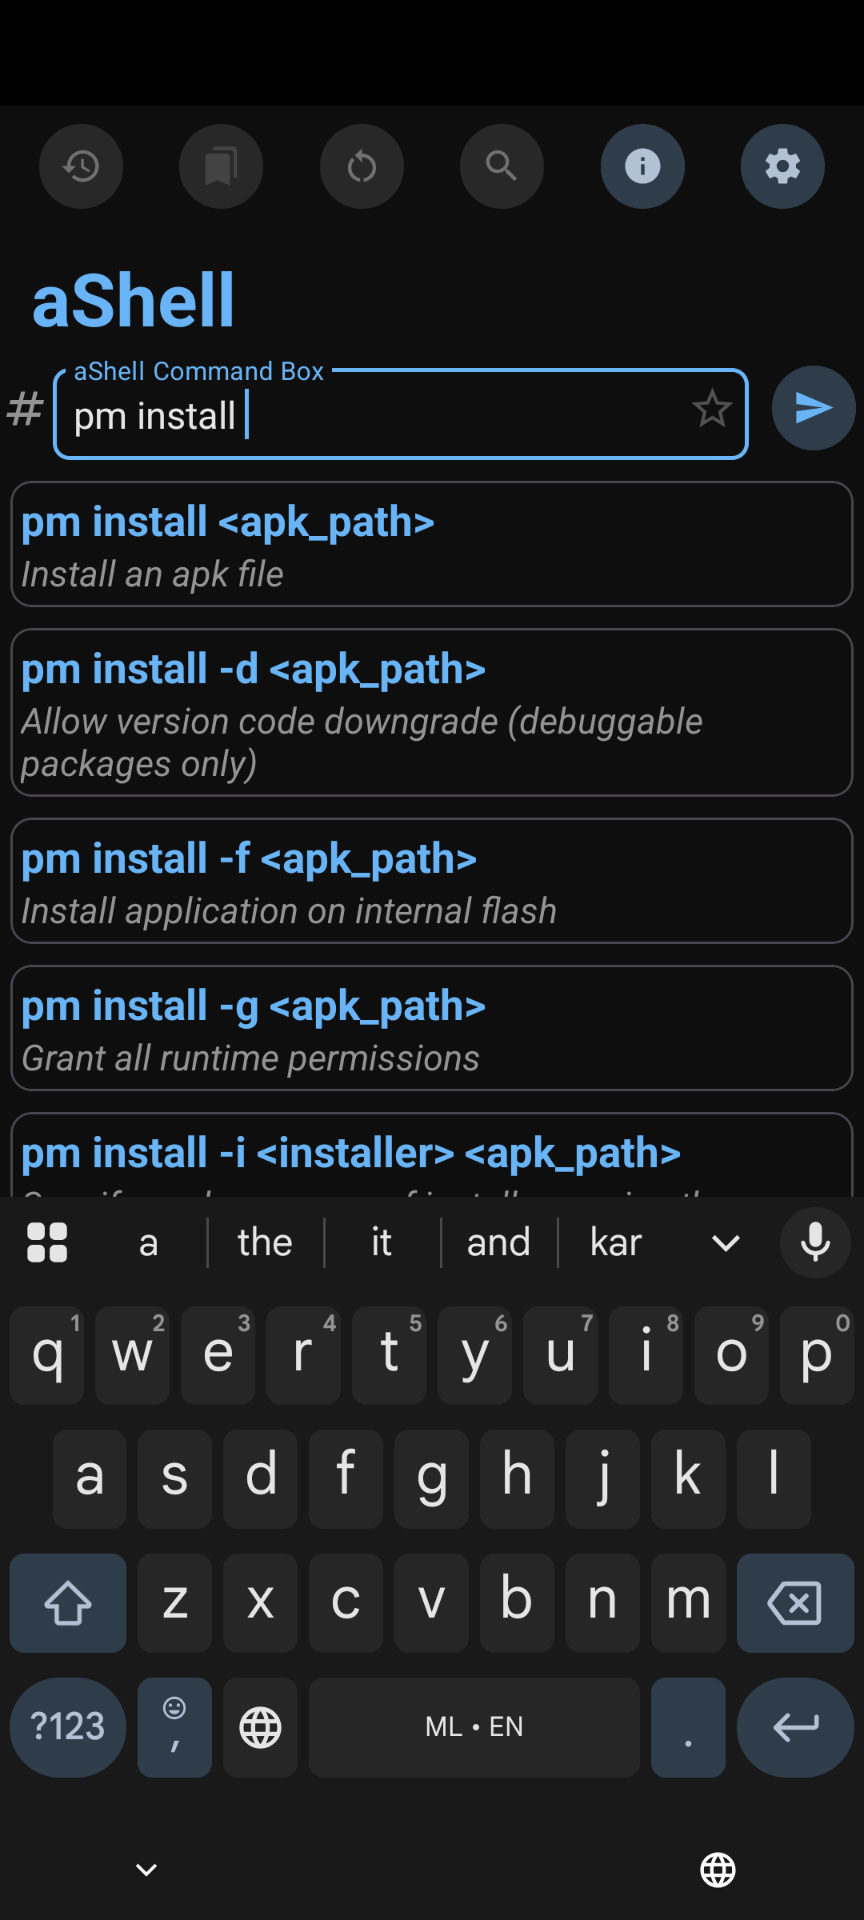 aShell
aShell Command Box
# pm install
pm install <apk_path>
Install an apk file
pm install -d <apk_path>
Allow version code downgrade (debuggable
packages only)
pm install -f <apk_path>
Install application on internal flash
pm install -g <apk_path>
Grant all runtime permissions
pm install -i <installer> <apk_path>
a the it and kar
1 2 3 4 5 6 7 8 9 0
q w e r t y u i o p
a s d f g h j k l
z x c v b n m
?123 , ML • EN .